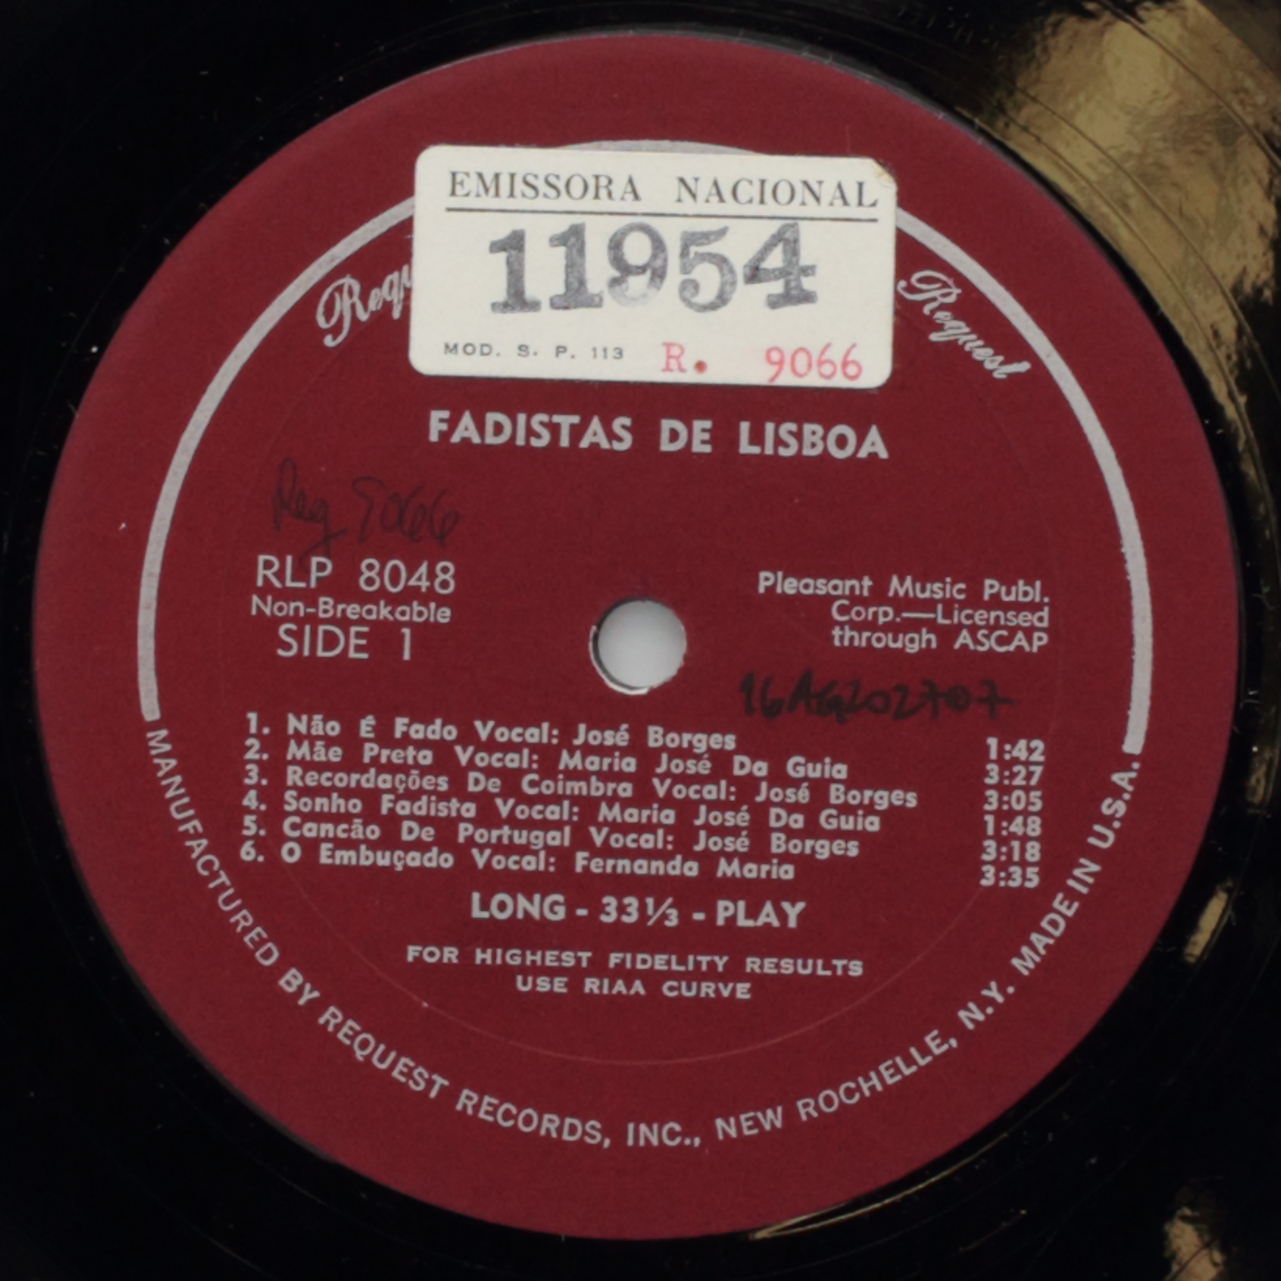 EMISSORA NACIONAL
11954
MOD. S. P. 113 R. 9066
Request
FADISTAS DE LISBOA
Reg 9066
RLP 8048
Non-Breakable
SIDE 1
Pleasant Music Publ.
Corp.—Licensed
through ASCAP
1. Não É Fado Vocal: José Borges 1:42
2. Mãe Preta Vocal: Maria José Da Guia 3:27
3. Recordações De Coimbra Vocal: José Borges 3:05
4. Sonho Fadista Vocal: Maria José Da Guia 1:48
5. Cancão De Portugal Vocal: José Borges 3:18
6. O Embuçado Vocal: Fernanda Maria 3:35
LONG - 33⅓ - PLAY
FOR HIGHEST FIDELITY RESULTS
USE RIAA CURVE
MANUFACTURED BY REQUEST RECORDS, INC., NEW ROCHELLE, N.Y. MADE IN U.S.A.